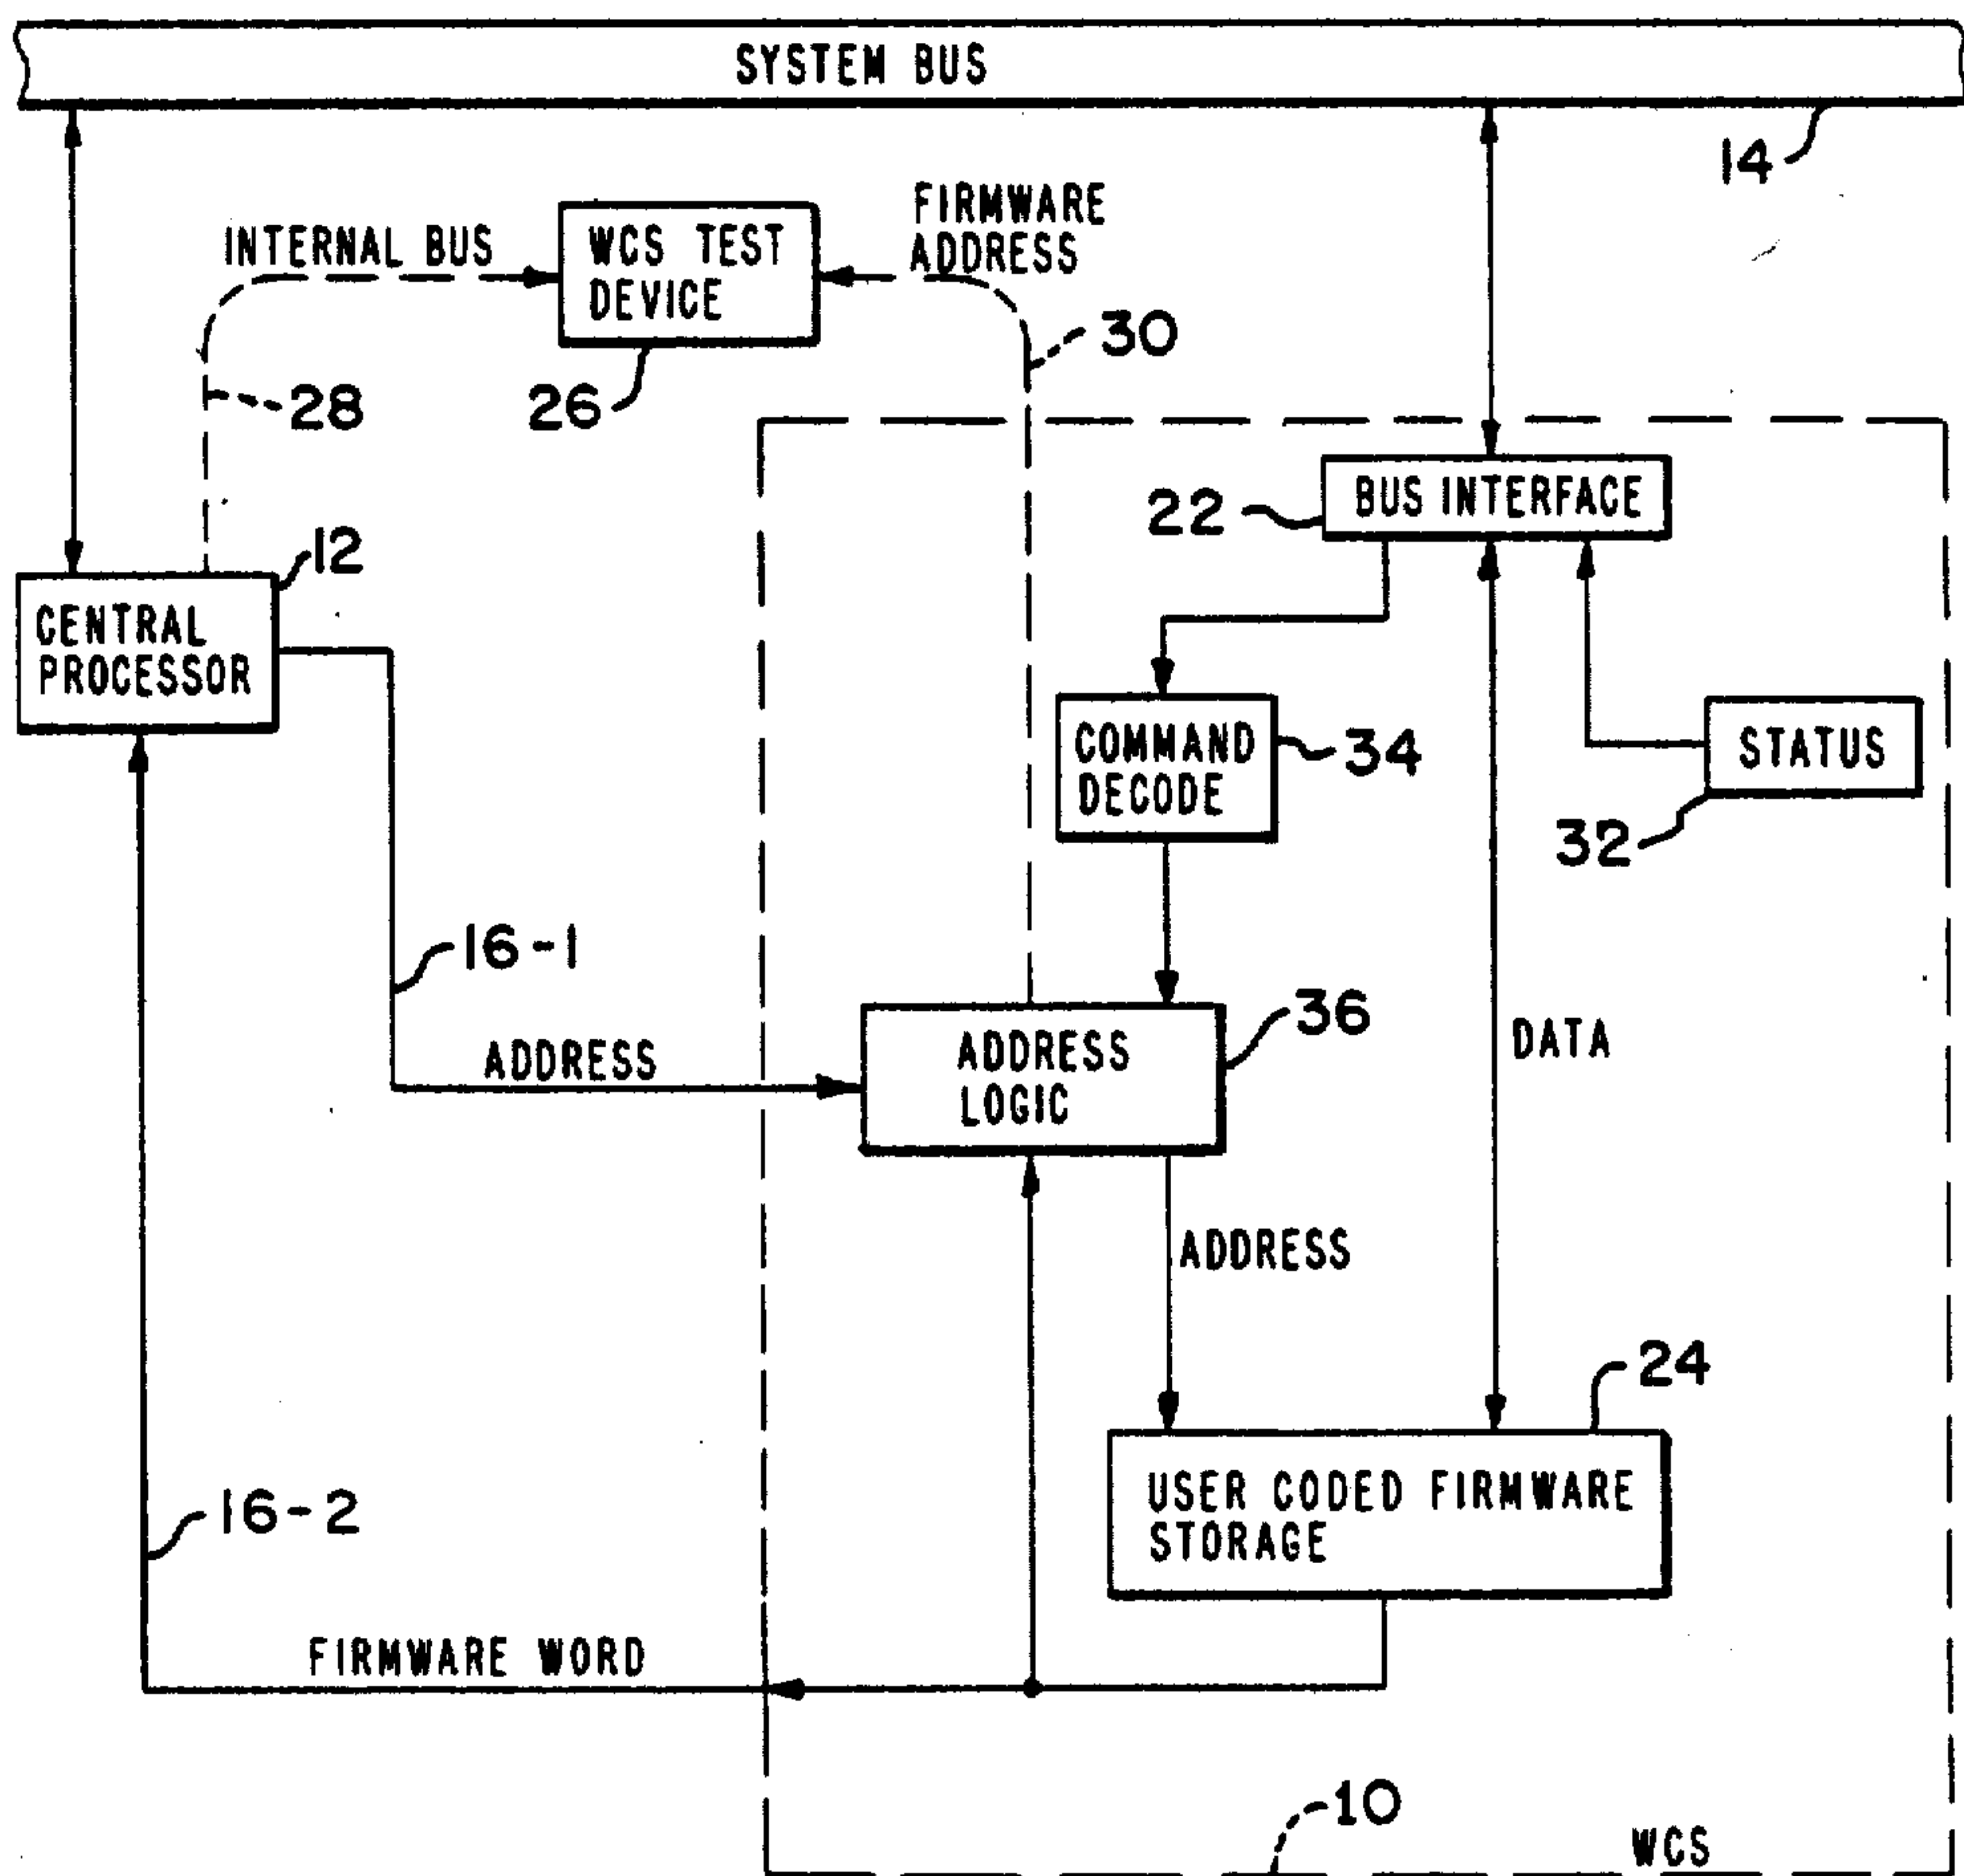 SYSTEM BUS
14
INTERNAL BUS
WCS TEST
DEVICE
FIRMWARE
ADDRESS
30
28
26
12
22
BUS INTERFACE
CENTRAL
PROCESSOR
COMMAND
DECODE
34
STATUS
32
16-1
36
ADDRESS
ADDRESS
LOGIC
DATA
ADDRESS
24
USER CODED FIRMWARE
STORAGE
16-2
FIRMWARE WORD
10
WCS